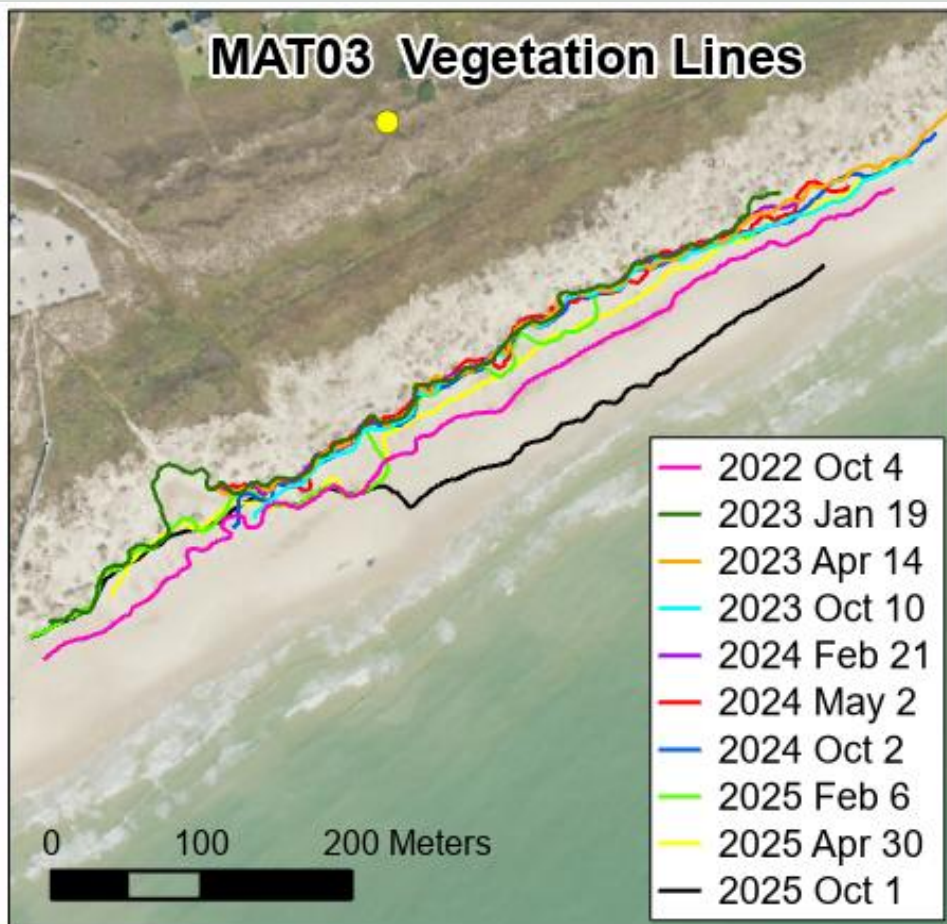 MAT03 Vegetation Lines
2022 Oct 4
2023 Jan 19
2023 Apr 14
2023 Oct 10
2024 Feb 21
2024 May 2
2024 Oct 2
2025 Feb 6
2025 Apr 30
2025 Oct 1
0 100 200 Meters